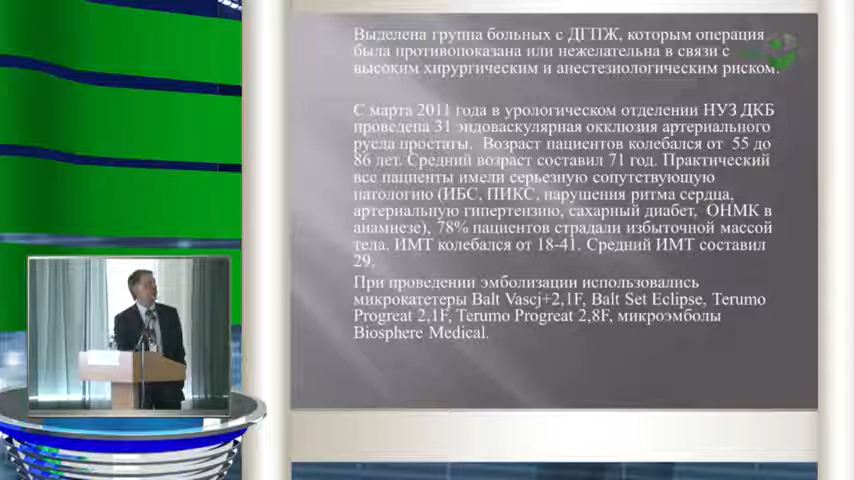 Выделена группа больных с ДГПЖ, которым операция
была противопоказана или нежелательна в связи с
высоким хирургическим и анестезиологическим риском.
С марта 2011 года в урологическом отделении НУЗ ДКБ
проведена 31 эндоваскулярная окклюзия артериального
русла простаты. Возраст пациентов колебался от 55 до
86 лет. Средний возраст составил 71 год. Практический
все пациенты имели серьезную сопутствующую
патологию (ИБС, ПИКС, нарушения ритма сердца,
артериальную гипертензию, сахарный диабет, ОНМК в
анамнезе), 78% пациентов страдали избыточной массой
тела. ИМТ колебался от 18-41. Средний ИМТ составил
29.
При проведении эмболизации использовались
микрокатетеры Balt Vascj+2,1F, Balt Set Eclipse, Terumo
Progreat 2,1F, Terumo Progreat 2,8F, микроэмболы
Biosphere Medical.